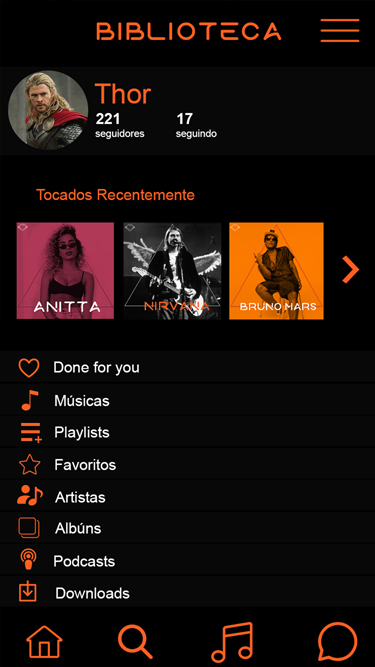 BIBLIOTECA
Thor
221 17
seguidores seguindo
Tocados Recentemente
ANITTA NIRVANA BRUNO MARS
Done for you
Músicas
Playlists
Favoritos
Artistas
Albúns
Podcasts
Downloads